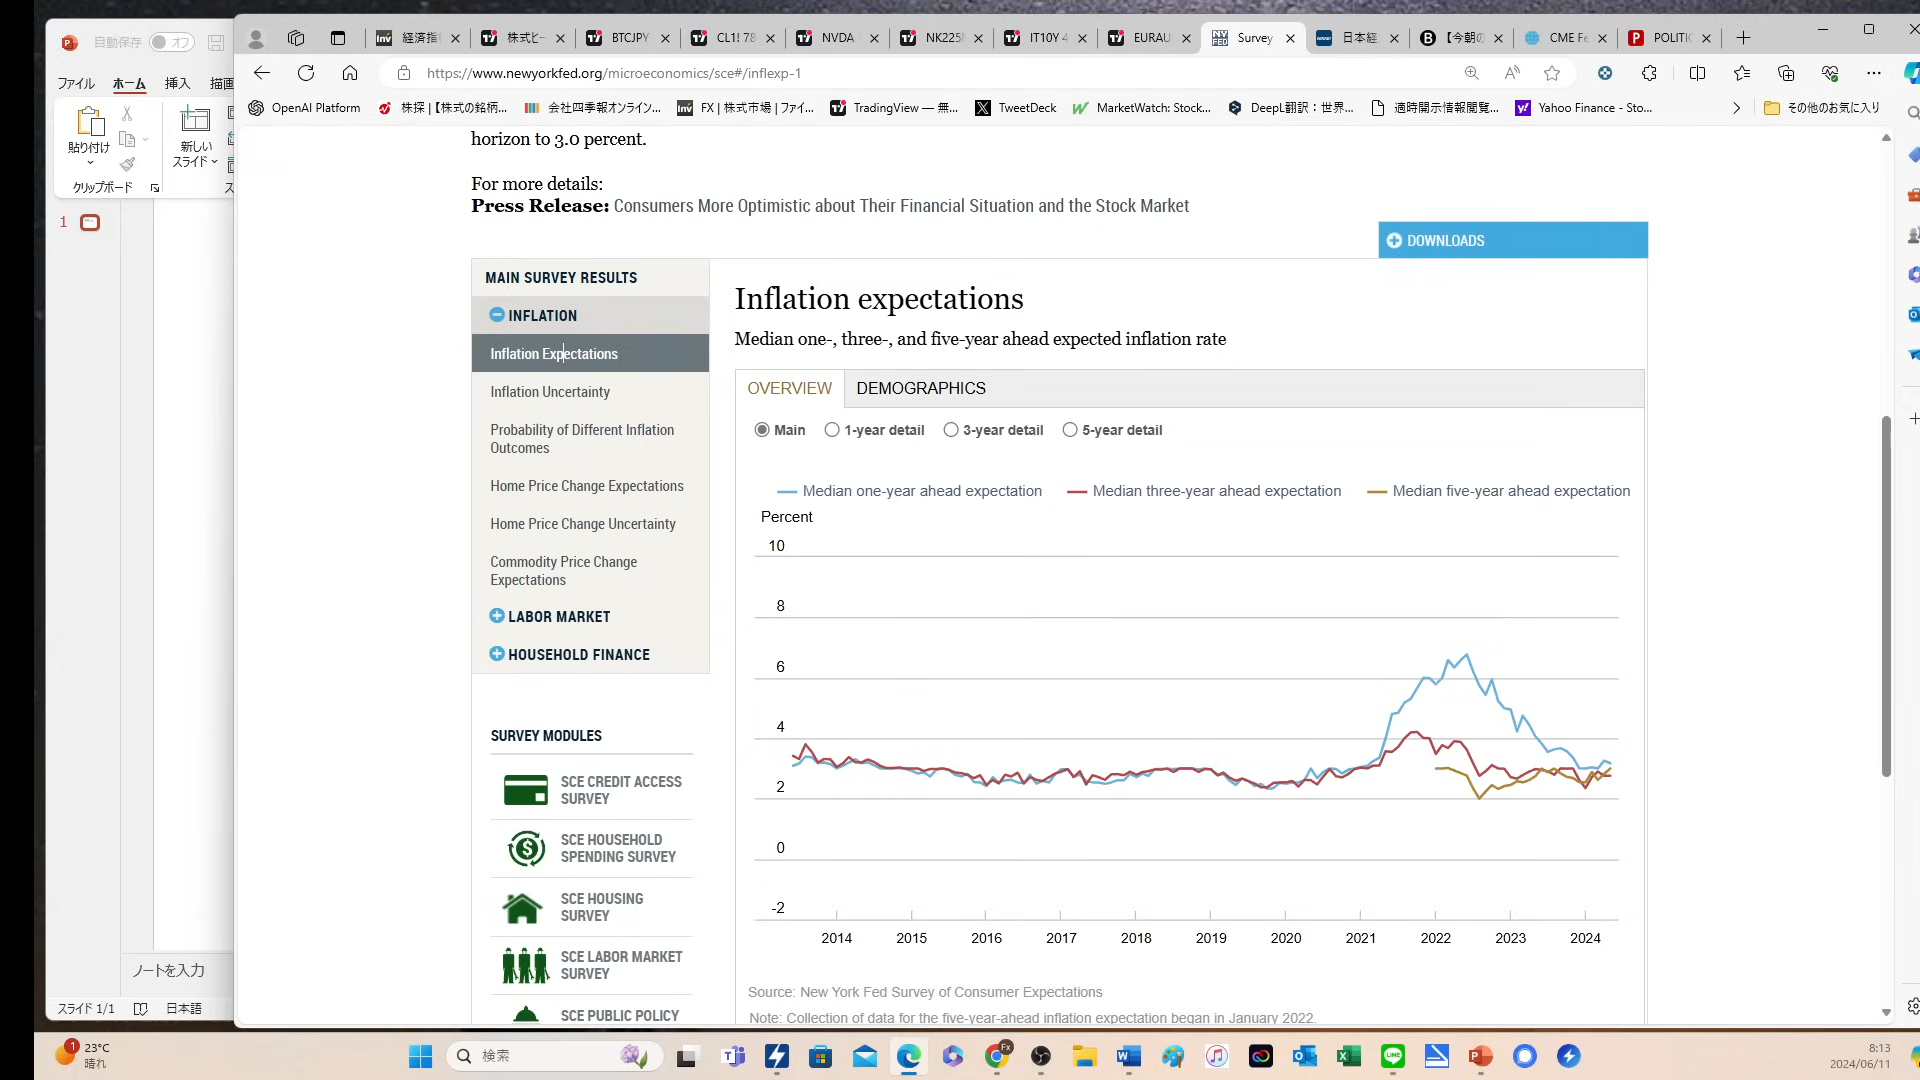 自動保存 オフ
経済指
株式ヒー
BTCJPY
CL1! 78
NVDA
NK225
IT10Y 4
EURAU
Survey
日本経
【今朝の
CME Fe
POLITIC
https://www.newyorkfed.org/microeconomics/sce#/inflexp-1
ファイル ホーム 挿入 描画
OpenAI Platform
株探 | 【株式の銘柄...
会社四季報オンライン...
FX | 株式市場 | ファイ...
TradingView — 無...
TweetDeck
MarketWatch: Stock...
DeepL翻訳：世界...
適時開示情報閲覧...
Yahoo Finance - Sto...
その他のお気に入り
貼り付け
新しい
スライド
クリップボード
ス
1
horizon to 3.0 percent.
For more details:
Press Release: Consumers More Optimistic about Their Financial Situation and the Stock Market
DOWNLOADS
MAIN SURVEY RESULTS
INFLATION
Inflation Expectations
Inflation Uncertainty
Probability of Different Inflation
Outcomes
Home Price Change Expectations
Home Price Change Uncertainty
Commodity Price Change
Expectations
LABOR MARKET
HOUSEHOLD FINANCE
SURVEY MODULES
SCE CREDIT ACCESS
SURVEY
SCE HOUSEHOLD
SPENDING SURVEY
SCE HOUSING
SURVEY
SCE LABOR MARKET
SURVEY
SCE PUBLIC POLICY
Inflation expectations
Median one-, three-, and five-year ahead expected inflation rate
OVERVIEW DEMOGRAPHICS
Main 1-year detail 3-year detail 5-year detail
Median one-year ahead expectation Median three-year ahead expectation Median five-year ahead expectation
Percent
10
8
6
4
2
0
-2
2014 2015 2016 2017 2018 2019 2020 2021 2022 2023 2024
Source: New York Fed Survey of Consumer Expectations
Note: Collection of data for the five-year-ahead inflation expectation began in January 2022.
ノートを入力
スライド 1/1 日本語
1
23°C
晴れ
検索
Fx
8:13
2024/06/11